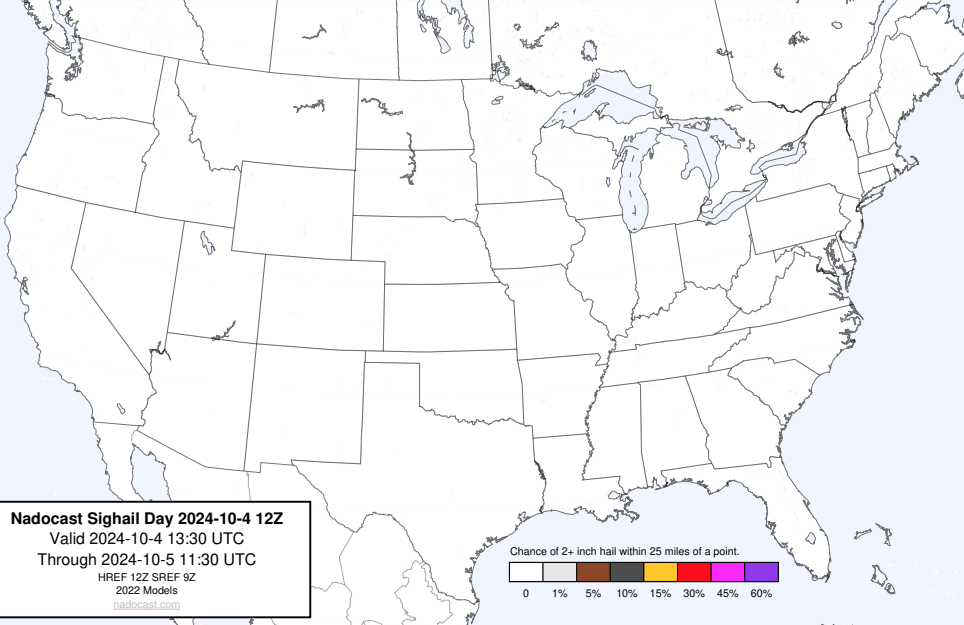 Nadocast Sighail Day 2024-10-4 12Z
Valid 2024-10-4 13:30 UTC
Through 2024-10-5 11:30 UTC
HREF 12Z SREF 9Z
2022 Models
nadocast.com
Chance of 2+ inch hail within 25 miles of a point.
0 1% 5% 10% 15% 30% 45% 60%